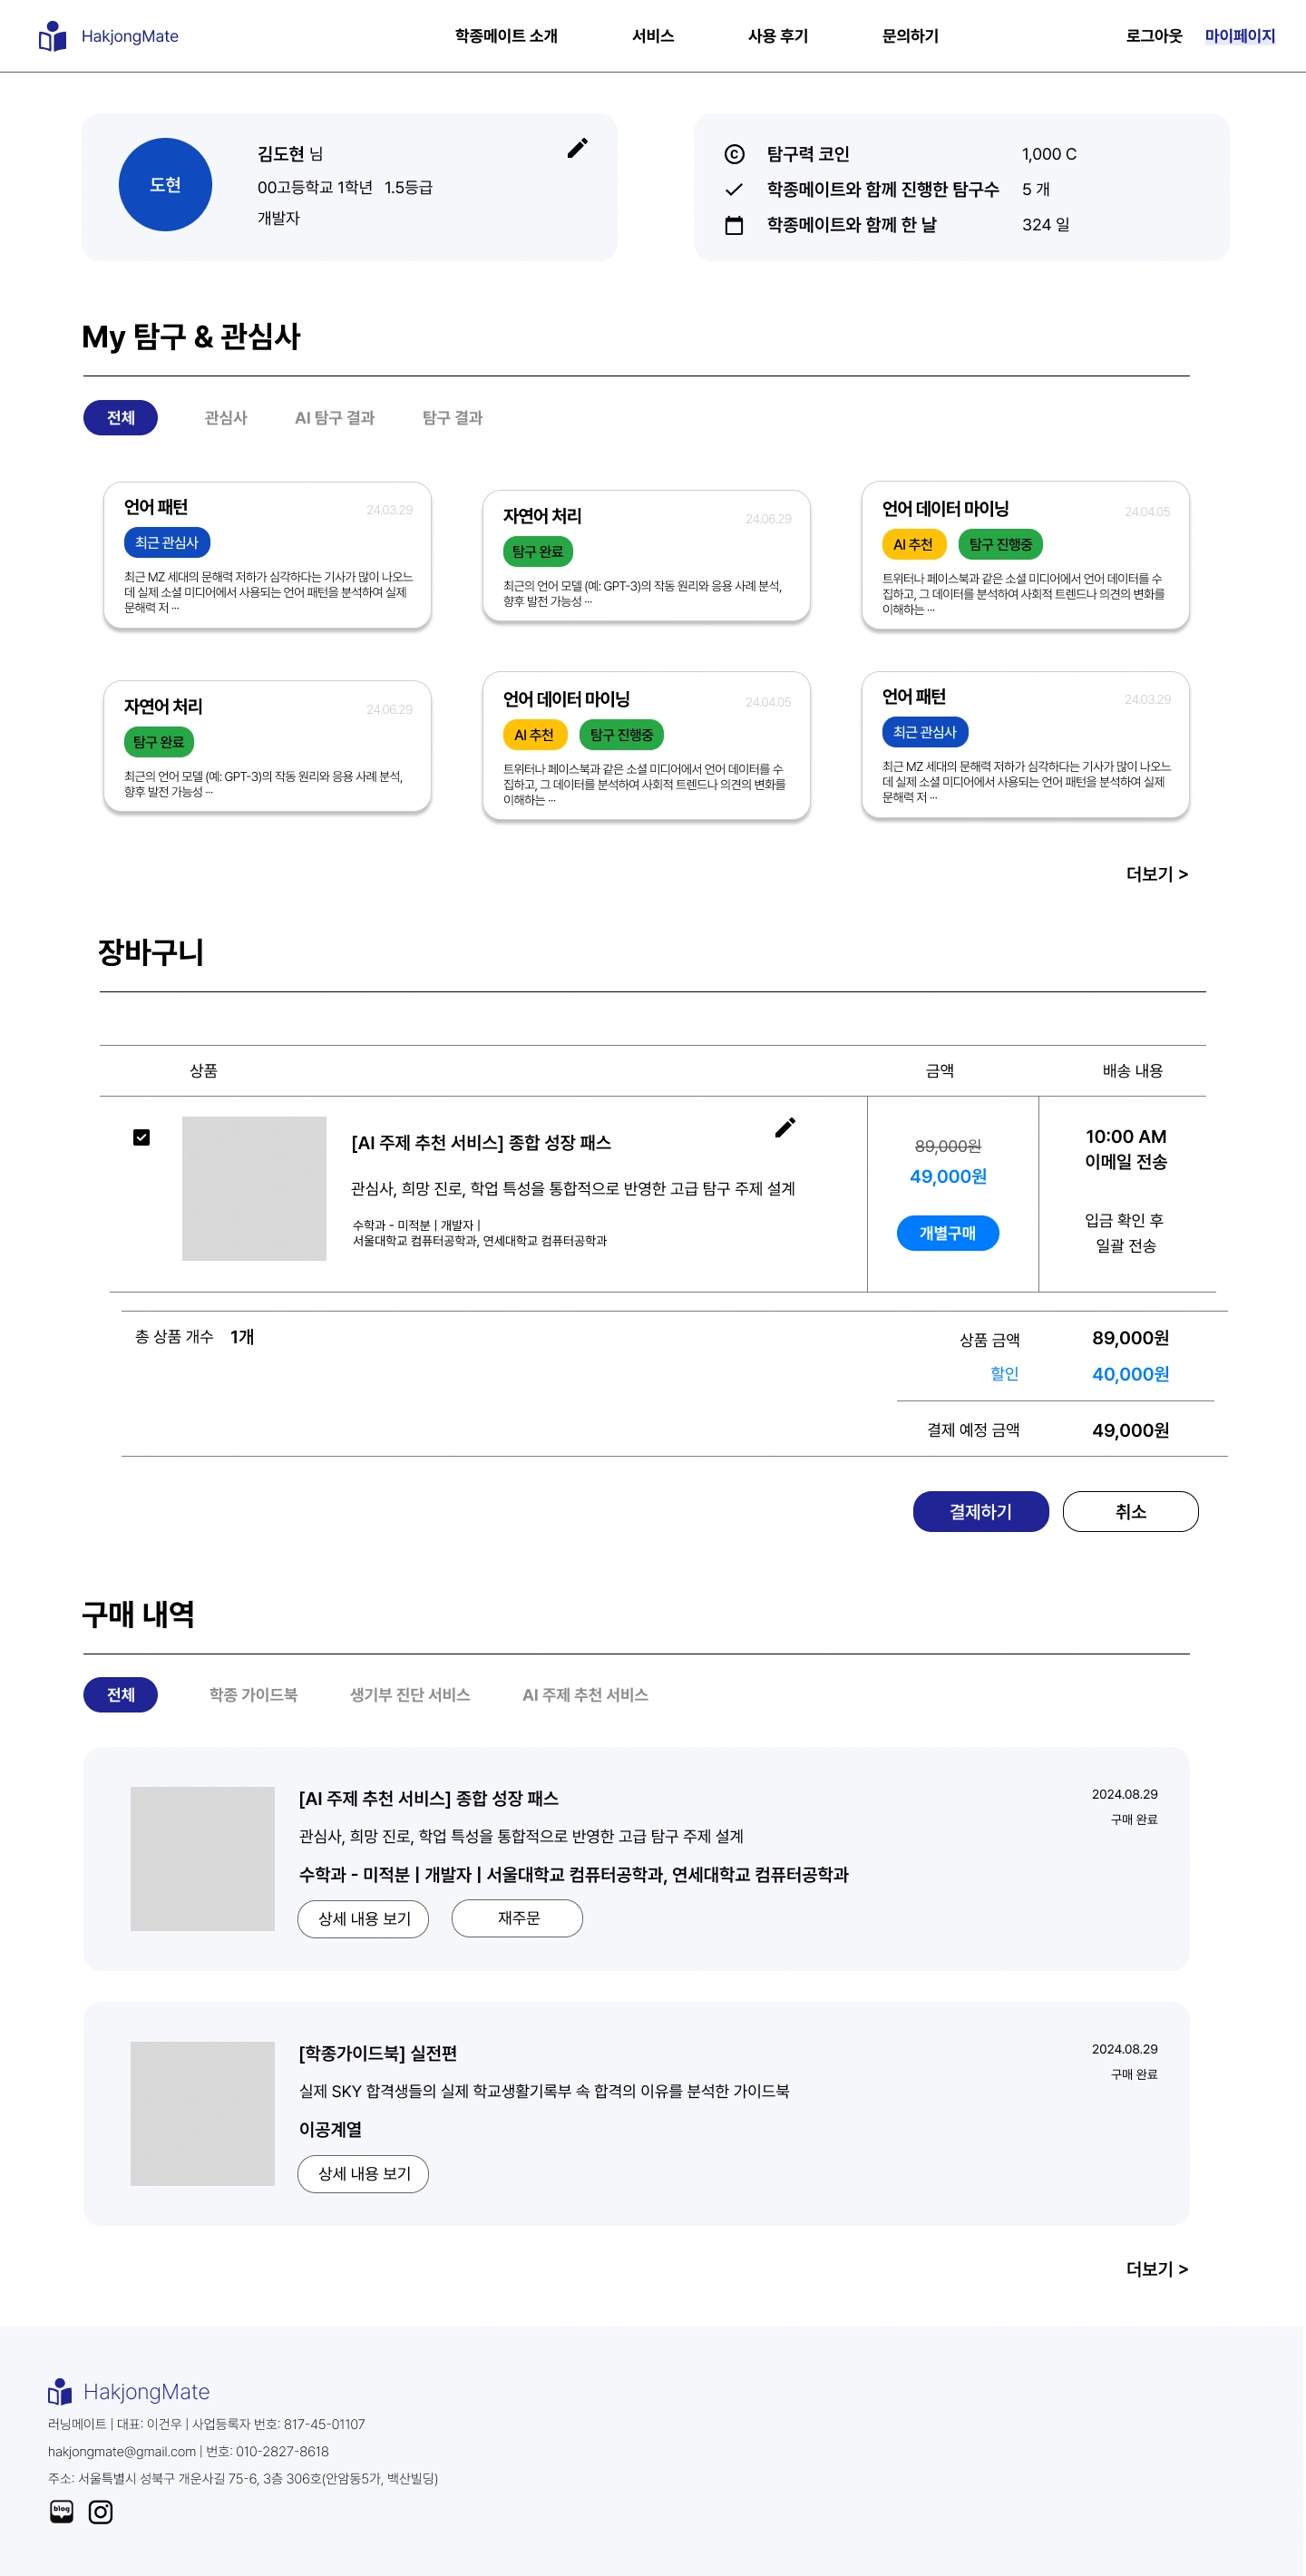 HakjongMate
학종메이트 소개
서비스
사용 후기
문의하기
로그아웃
마이페이지
도현
김도현 님
00고등학교 1학년 1.5등급
개발자
탐구력 코인 1,000 C
학종메이트와 함께 진행한 탐구수 5 개
학종메이트와 함께 한 날 324 일
My 탐구 & 관심사
전체
관심사
AI 탐구 결과
탐구 결과
언어 패턴 24.03.29
최근 관심사
최근 MZ 세대의 문해력 저하가 심각하다는 기사가 많이 나오느
데 실제 소셜 미디어에서 사용되는 언어 패턴을 분석하여 실제
문해력 저 ···
자연어 처리 24.06.29
탐구 완료
최근의 언어 모델 (예: GPT-3)의 작동 원리와 응용 사례 분석,
향후 발전 가능성 ···
언어 데이터 마이닝 24.04.05
AI 추천 탐구 진행중
트위터나 페이스북과 같은 소셜 미디어에서 언어 데이터를 수
집하고, 그 데이터를 분석하여 사회적 트렌드나 의견의 변화를
이해하는 ···
자연어 처리 24.06.29
탐구 완료
최근의 언어 모델 (예: GPT-3)의 작동 원리와 응용 사례 분석,
향후 발전 가능성 ···
언어 데이터 마이닝 24.04.05
AI 추천 탐구 진행중
트위터나 페이스북과 같은 소셜 미디어에서 언어 데이터를 수
집하고, 그 데이터를 분석하여 사회적 트렌드나 의견의 변화를
이해하는 ···
언어 패턴 24.03.29
최근 관심사
최근 MZ 세대의 문해력 저하가 심각하다는 기사가 많이 나오느
데 실제 소셜 미디어에서 사용되는 언어 패턴을 분석하여 실제
문해력 저 ···
더보기 >
장바구니
상품 금액 배송 내용
[AI 주제 추천 서비스] 종합 성장 패스
관심사, 희망 진로, 학업 특성을 통합적으로 반영한 고급 탐구 주제 설계
수학과 - 미적분 | 개발자 |
서울대학교 컴퓨터공학과, 연세대학교 컴퓨터공학과
89,000원
49,000원
개별구매
10:00 AM
이메일 전송
입금 확인 후
일괄 전송
총 상품 개수 1개
상품 금액 89,000원
할인 40,000원
결제 예정 금액 49,000원
결제하기
취소
구매 내역
전체
학종 가이드북
생기부 진단 서비스
AI 주제 추천 서비스
[AI 주제 추천 서비스] 종합 성장 패스
관심사, 희망 진로, 학업 특성을 통합적으로 반영한 고급 탐구 주제 설계
수학과 - 미적분 | 개발자 | 서울대학교 컴퓨터공학과, 연세대학교 컴퓨터공학과
상세 내용 보기
재주문
2024.08.29
구매 완료
[학종가이드북] 실전편
실제 SKY 합격생들의 실제 학교생활기록부 속 합격의 이유를 분석한 가이드북
이공계열
상세 내용 보기
2024.08.29
구매 완료
더보기 >
HakjongMate
러닝메이트 | 대표: 이건우 | 사업등록자 번호: 817-45-01107
hakjongmate@gmail.com | 번호: 010-2827-8618
주소: 서울특별시 성북구 개운사길 75-6, 3층 306호(안암동5가, 백산빌딩)
blog